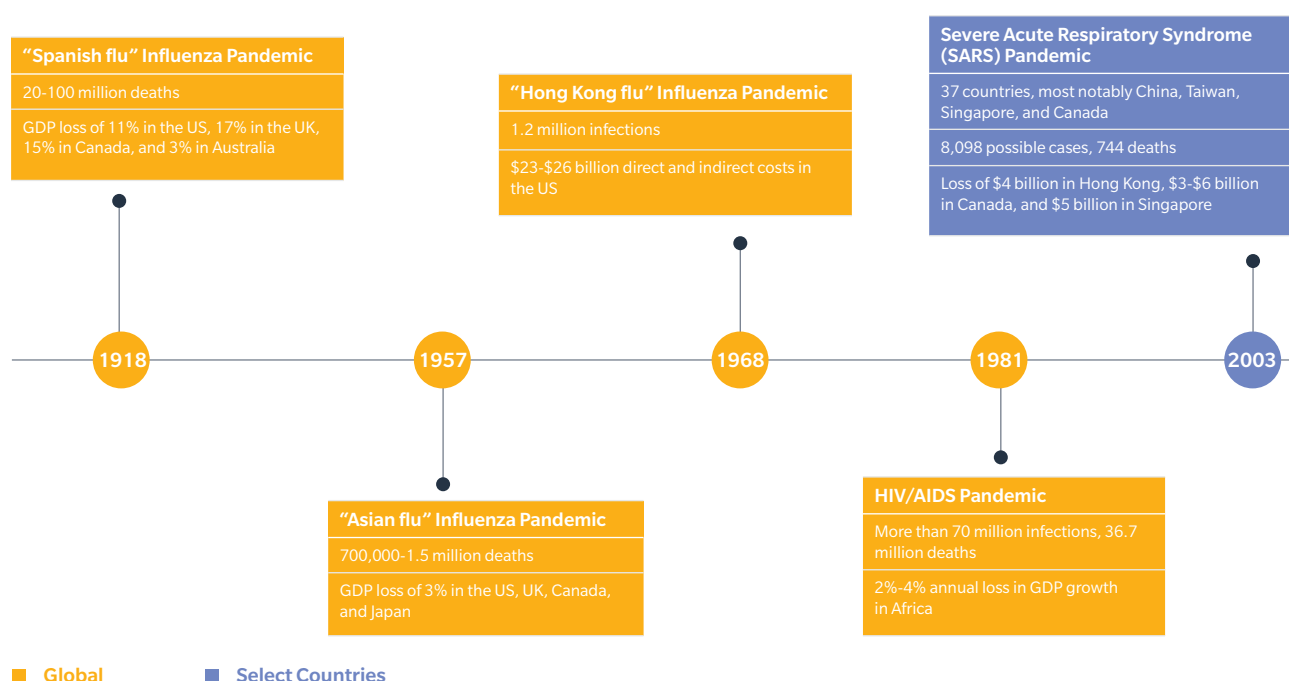 “Spanish flu” Influenza Pandemic
20-100 million deaths
GDP loss of 11% in the US, 17% in the UK,
15% in Canada, and 3% in Australia
“Hong Kong flu” Influenza Pandemic
1.2 million infections
$23-$26 billion direct and indirect costs in
the US
Severe Acute Respiratory Syndrome
(SARS) Pandemic
37 countries, most notably China, Taiwan,
Singapore, and Canada
8,098 possible cases, 744 deaths
Loss of $4 billion in Hong Kong, $3-$6 billion
in Canada, and $5 billion in Singapore
1918
1957
1968
1981
2003
“Asian flu” Influenza Pandemic
700,000-1.5 million deaths
GDP loss of 3% in the US, UK, Canada,
and Japan
HIV/AIDS Pandemic
More than 70 million infections, 36.7
million deaths
2%-4% annual loss in GDP growth
in Africa
Global
Select Countries